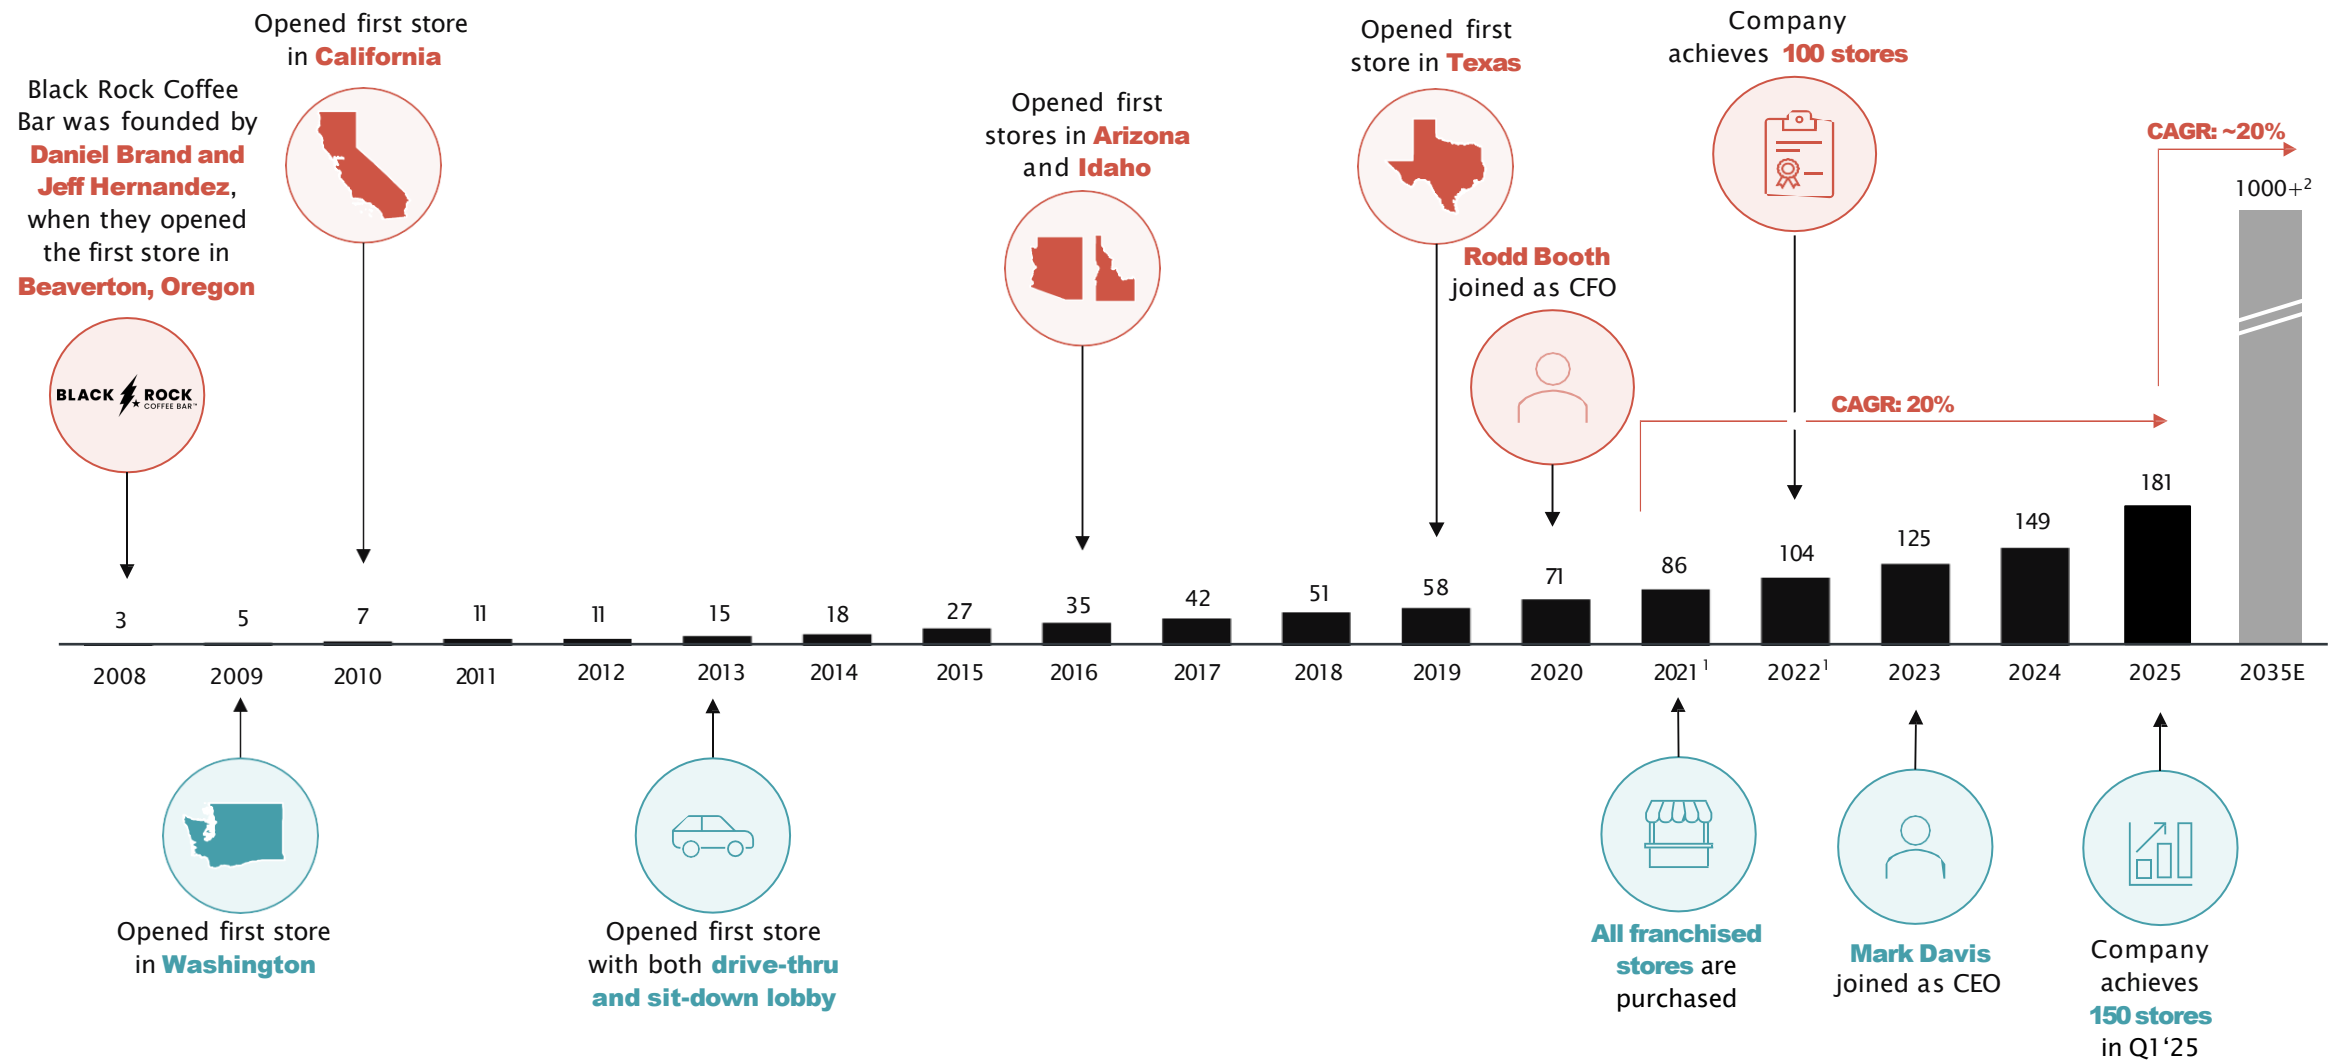 Black Rock Coffee
Bar was founded by
Daniel Brand and
Jeff Hernandez,
when they opened
the first store in
Beaverton, Oregon
BLACK ROCK
COFFEE BAR™
Opened first store
in California
Opened first
stores in Arizona
and Idaho
Opened first
store in Texas
Rodd Booth
joined as CFO
Company
achieves 100 stores
CAGR: 20%
CAGR: ~20%
3
5
7
11
11
15
18
27
35
42
51
58
71
86
104
125
149
181
1000+²
2008
2009
2010
2011
2012
2013
2014
2015
2016
2017
2018
2019
2020
2021¹
2022¹
2023
2024
2025
2035E
Opened first store
in Washington
Opened first store
with both drive-thru
and sit-down lobby
All franchised
stores are
purchased
Mark Davis
joined as CEO
Company
achieves
150 stores
in Q1‘25